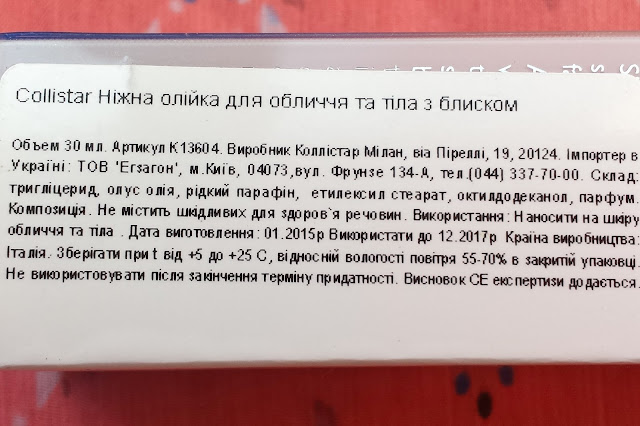 Collistar Ніжна олійка для обличчя та тіла з блиском
Объем 30 мл. Артикул К13604. Виробник Коллістар Мілан, віа Піреллі, 19, 20124. Імпортер в
Україні: ТОВ 'Ергагон', м.Київ, 04073,вул. Фрунзе 134-А, тел.(044) 337-70-00. Склад:
тригліцерид, олус олія, рідкий парафін, етилексил стеарат, октилдодеканол, парфум.
Композиція. Не містить шкідливих для здоров`я речовин. Використання: Наносити на шкіру
обличчя та тіла . Дата виготовлення: 01.2015р Використати до 12.2017р Країна виробництва:
Італія. Зберігати при t від +5 до +25 С, відносній вологості повітря 55-70% в закритій упаковці.
Не використовувати після закінчення терміну придатності. Висновок СЕ експертизи додається.